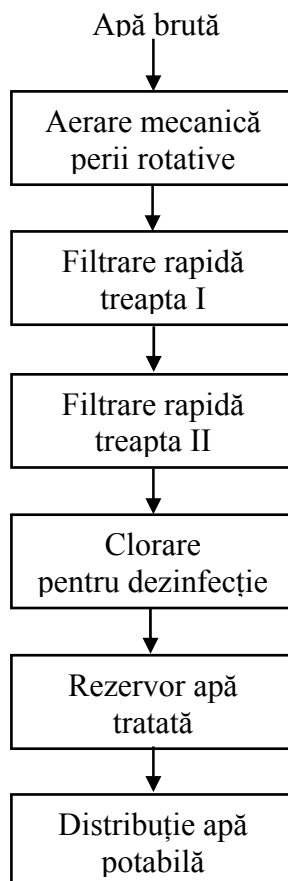 Apă brută
Aerare mecanică
perii rotative
Filtrare rapidă
treapta I
Filtrare rapidă
treapta II
Clorare
pentru dezinfecție
Rezervor apă
tratată
Distribuție apă
potabilă